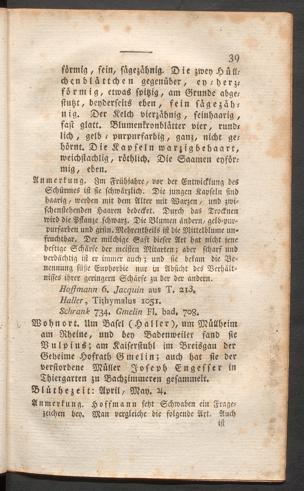 39
förmig, fein, sägezähnig. Die zwey Hüll-
chenblättchen gegenüber, ey-herz-
förmig, etwas spitzig, am Grunde abge-
stutzt, beyderseits eben, fein sägezäh-
nig. Der Kelch vierzähnig, feinhaarig,
fast glatt. Blumenkronblätter vier, rund-
lich, gelb-purpurfarbig, ganz, nicht ge-
hörnt. Die Kapseln warzigbehaart,
weichstachlig, röthlich. Die Saamen eyför-
mig, eben.
Anmerkung. Im Frühjahre, vor der Entwicklung des
Schirmes ist sie schwärzlich. Die jungen Kapseln sind
haarig, werden mit dem Alter mit Warzen, und zwi-
schenstehenden Haaren bedecket. Durch das Trocknen
wird die Pflanze schwarz. Die Blumen ändern, gelb-pur-
purfarben und grün. Mehrentheils ist die Mittelblume un-
fruchtbar. Der milchige Saft dieser Art hat nicht jene
heftige Schärfe der meisten Mitarten; aber scharf und
verdächtig ist er immer auch; und sie bekam die Be-
nennung süße Euphorbie nur in Absicht des Verhält-
nisses ihrer geringern Schärfe zu der der andern.
Hoffmann 6. Jacquin aus T. 213.
Haller, Tithymalus 1051.
Schrank 734. Gmelin Fl. bad. 708.
Wohnort. Um Basel (Haller), um Müllheim
am Rheine, und bey Badenweiler fand sie
Vulpius; am Kaiserstuhl im Breisgau der
Geheime Hofrath Gmelin; auch hat sie der
verstorbene Müller Joseph Engesser in
Thiergarten zu Bachzimmeren gesammelt.
Blüthezeit: April, May. ♃.
Anmerkung. Hoffmann setzt Schwaben ein Frage-
zeichen bey. Man vergleiche die folgende Art. Auch
ist